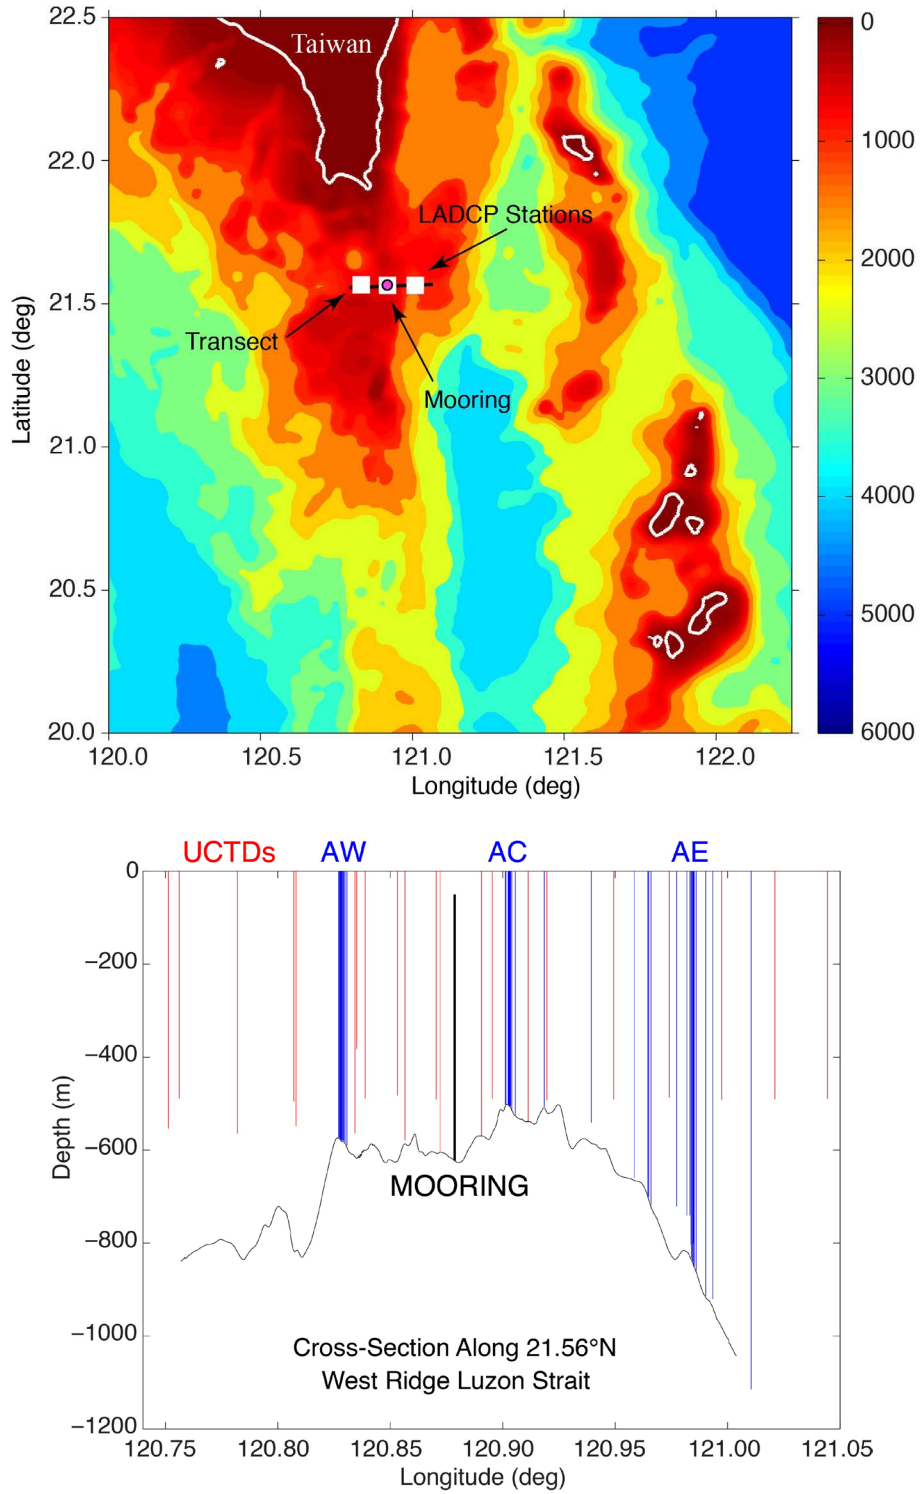 22.5
Taiwan
0
1000
22.0
LADCP Stations
2000
21.5
Transect
Latitude (deg)
3000
Mooring
21.0
4000
20.5
5000
20.0
6000
120.0 120.5 121.0 121.5 122.0
Longitude (deg)
UCTDs AW AC AE
0
−200
−400
Depth (m)
−600
MOORING
−800
−1000
Cross-Section Along 21.56°N
West Ridge Luzon Strait
−1200
120.75 120.80 120.85 120.90 120.95 121.00 121.05
Longitude (deg)